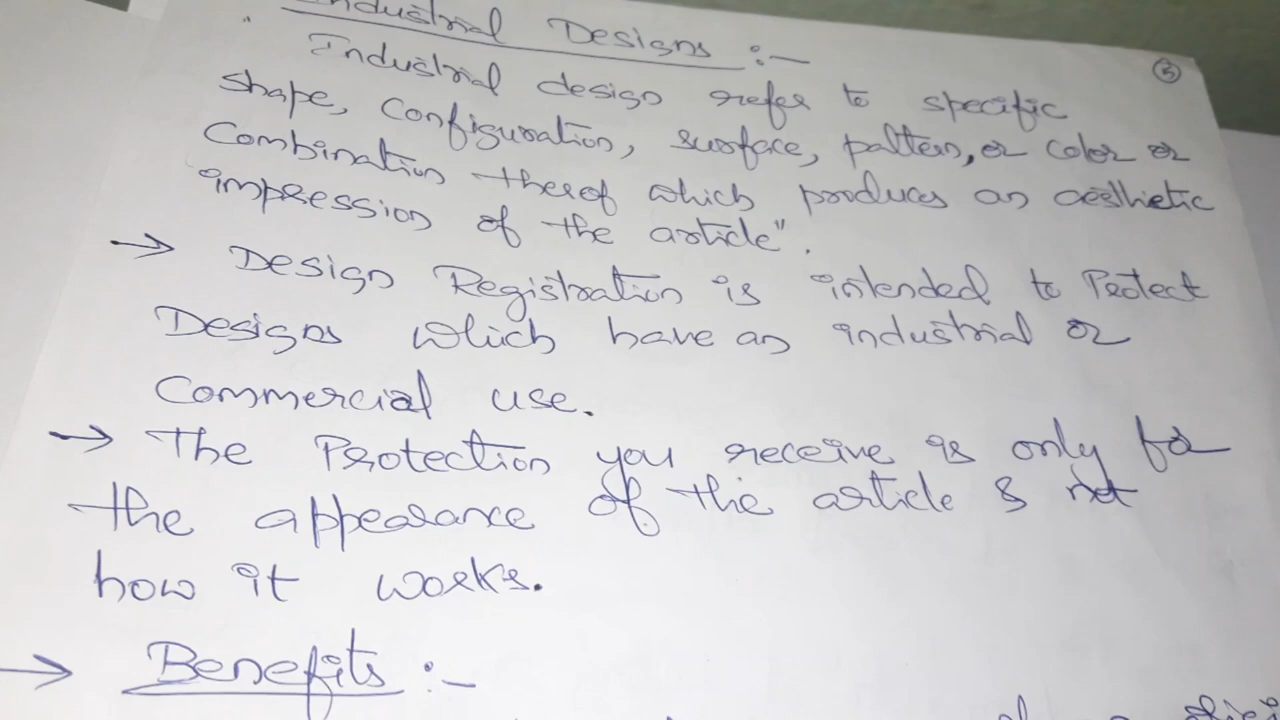 Industrial Designs :-
5
Industrial design refer to specific
shape, Configuration, surface, pattern, or color or
Combination therof which produces an aesthetic
impression of the article".
→ Design Registration is intended to Protect
Designs which have an industrial or
Commercial use.
→ The Protection you receive is only for
the appearance of the article & not
how it works.
→ Benefits :-